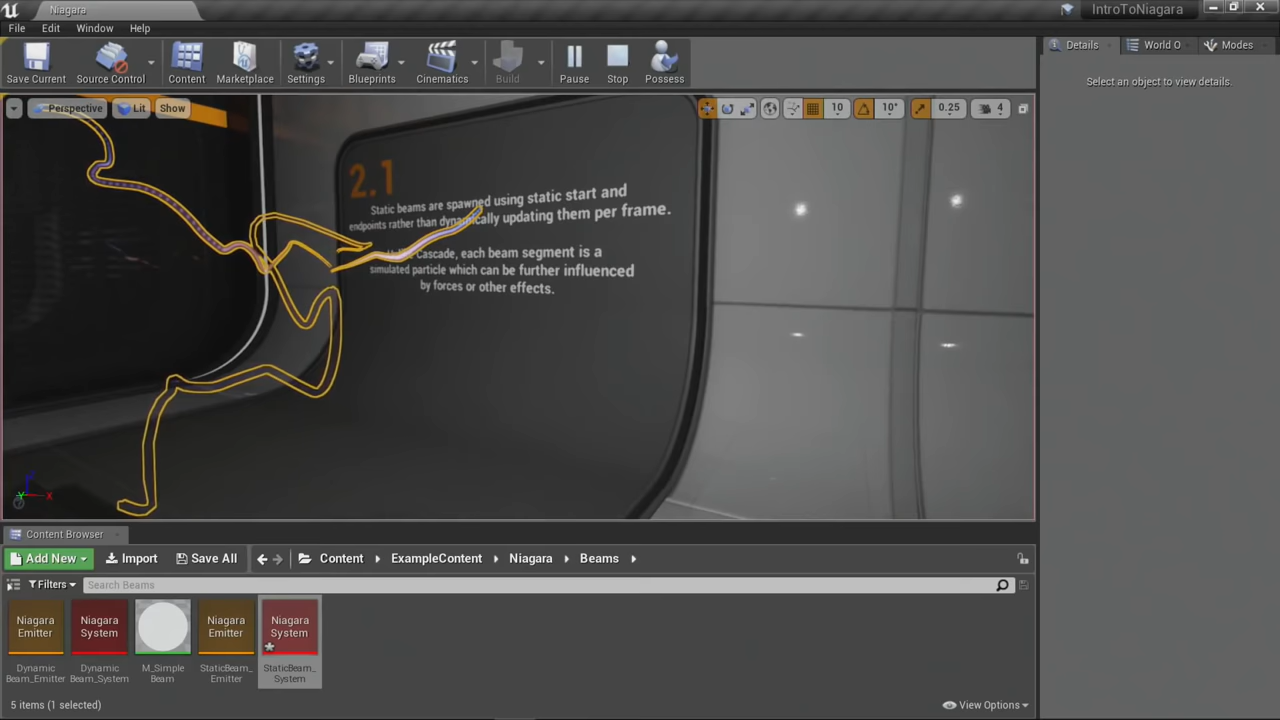 Niagara
IntroToNiagara
File Edit Window Help
Save Current Source Control Content Marketplace Settings Blueprints Cinematics Build Pause Stop Possess
Details World O Modes
Select an object to view details.
Perspective Lit Show 10 10° 0.25 4
2.1
Static beams are spawned using static start and
endpoints rather than dynamically updating them per frame.
Cascade, each beam segment is a
simulated particle which can be further influenced
by forces or other effects.
Y X
Content Browser
Add New Import Save All Content ExampleContent Niagara Beams
Filters Search Beams
Niagara Emitter
Niagara System
Niagara Emitter
Niagara System
Dynamic Beam_Emitter
Dynamic Beam_System
M_Simple Beam
StaticBeam_ Emitter
StaticBeam_ System
5 items (1 selected) View Options